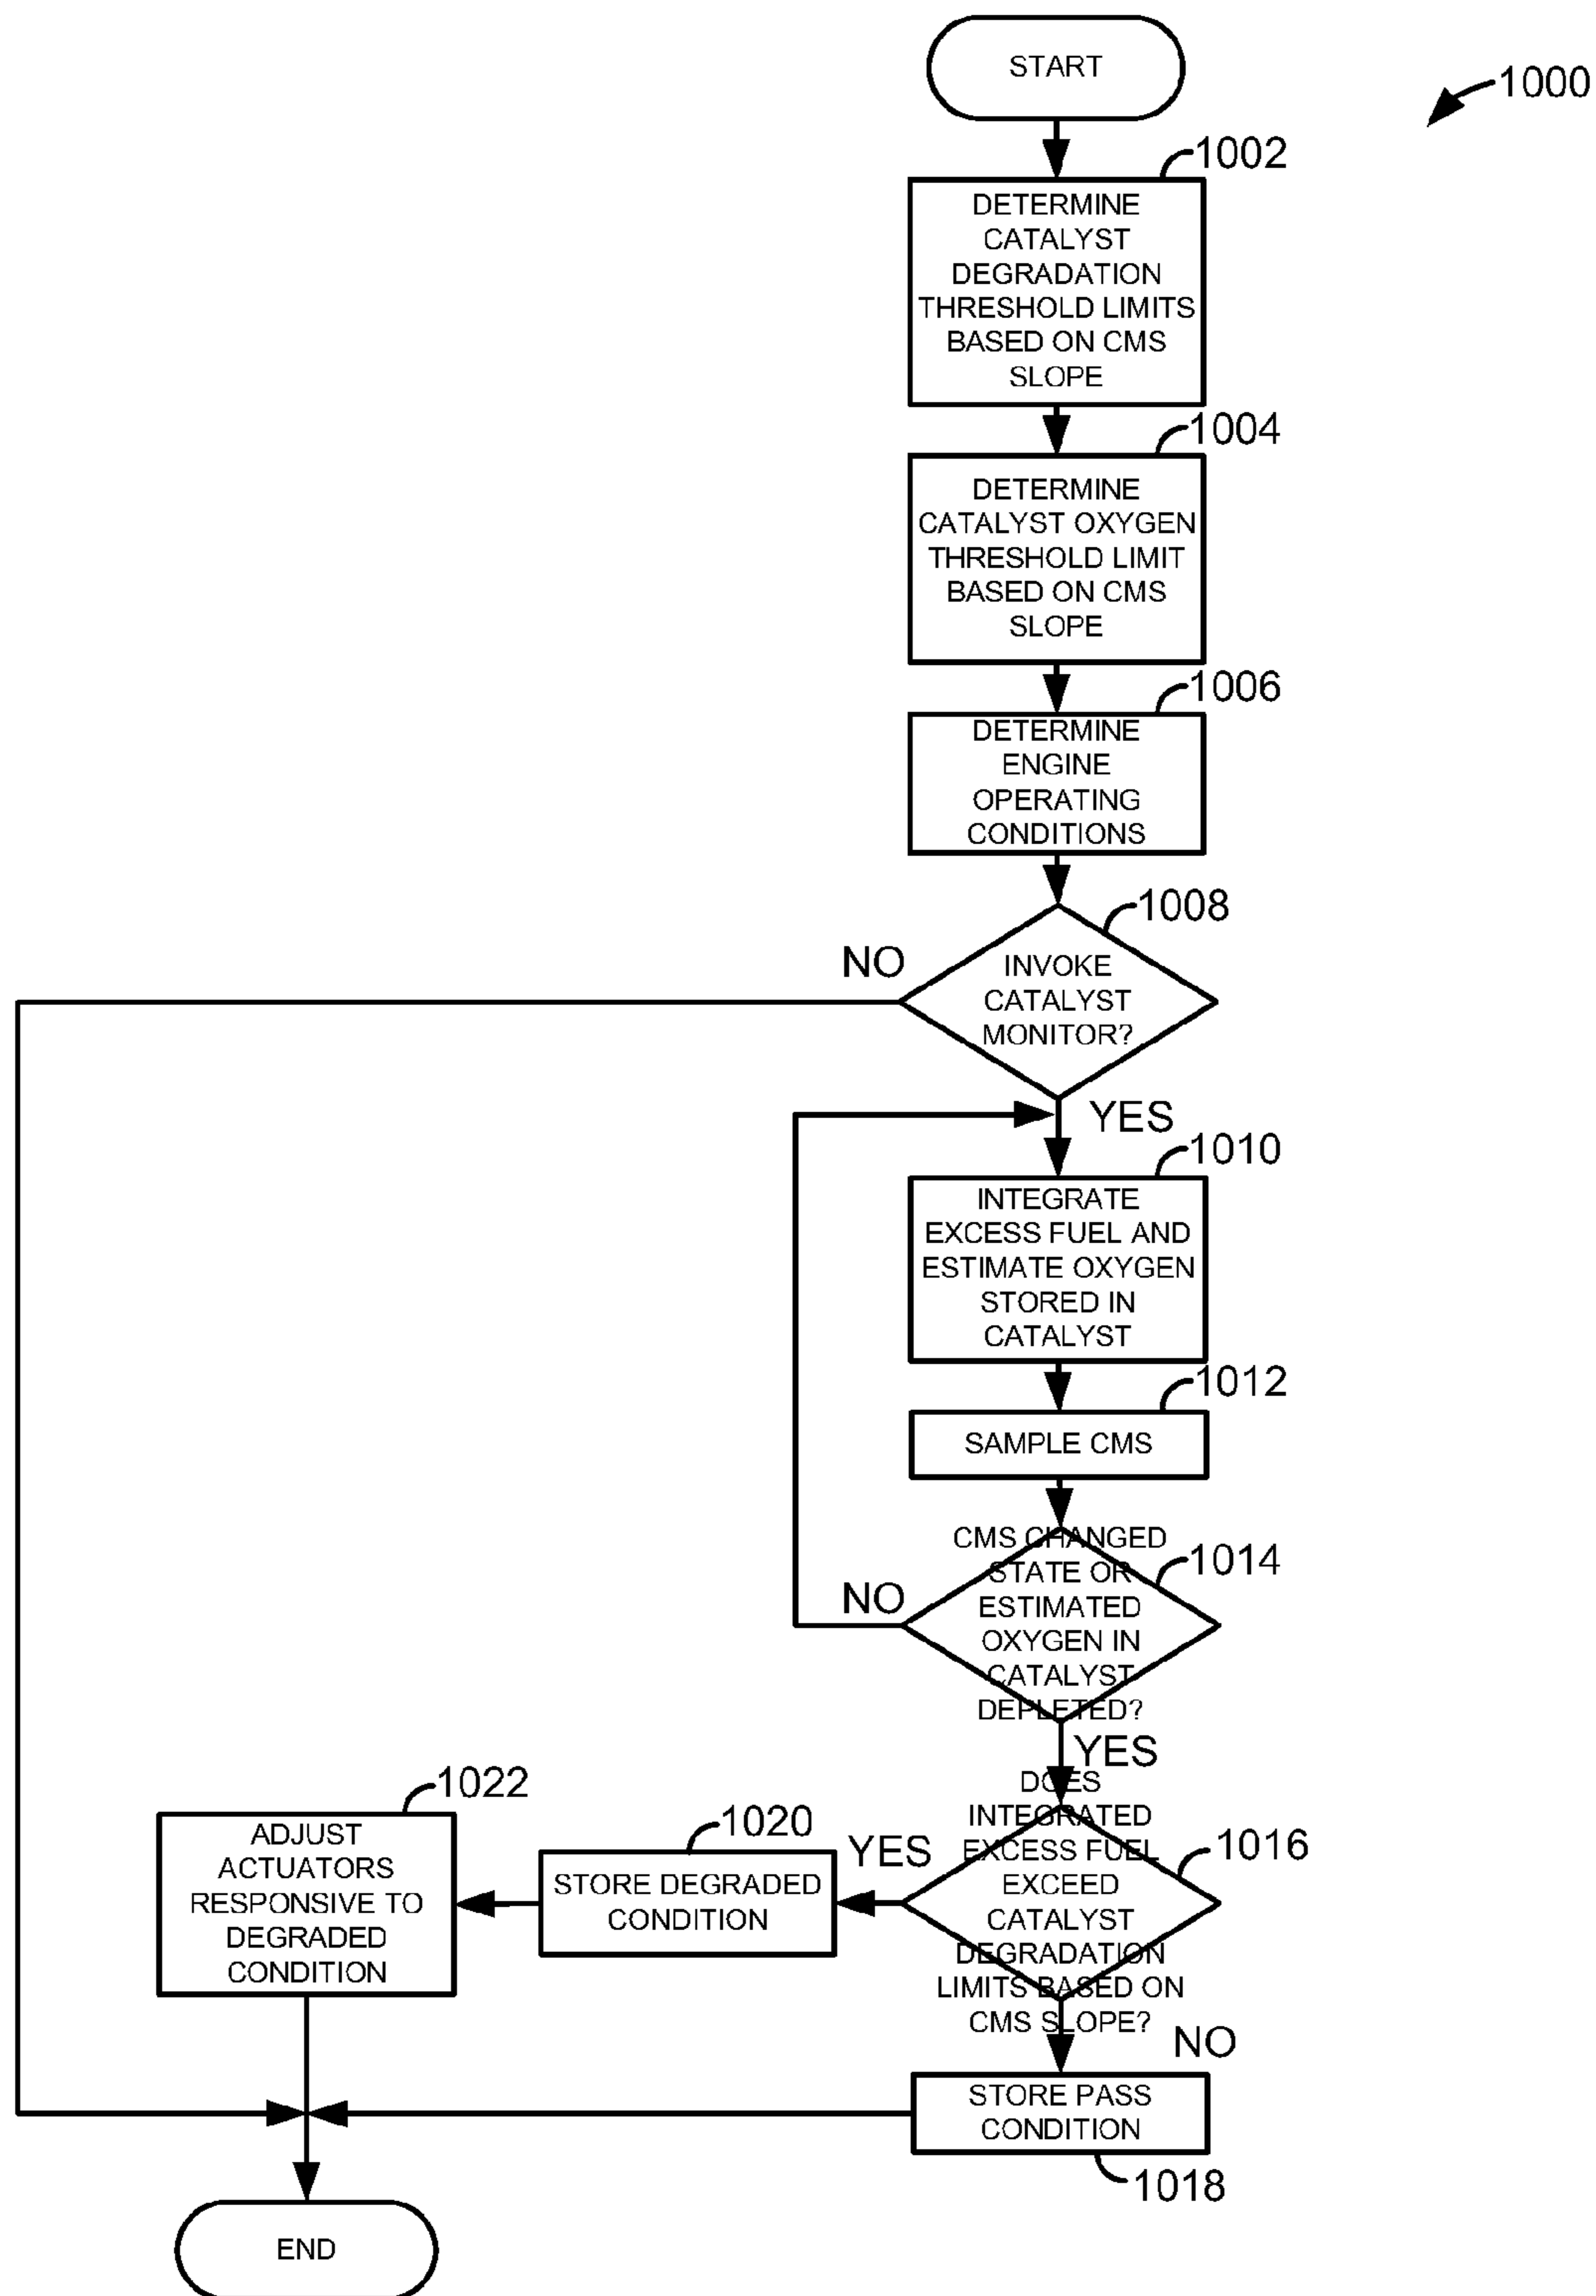 START
1000
1002
DETERMINE
CATALYST
DEGRADATION
THRESHOLD LIMITS
BASED ON CMS
SLOPE
1004
DETERMINE
CATALYST OXYGEN
THRESHOLD LIMIT
BASED ON CMS
SLOPE
1006
DETERMINE
ENGINE
OPERATING
CONDITIONS
1008
NO
INVOKE
CATALYST
MONITOR?
YES
1010
INTEGRATE
EXCESS FUEL AND
ESTIMATE OXYGEN
STORED IN
CATALYST
1012
SAMPLE CMS
CMS CHANGED
STATE OR
ESTIMATED
OXYGEN IN
CATALYST
DEPLETED?
1014
NO
YES
DOES
INTEGRATED
EXCESS FUEL
EXCEED
CATALYST
DEGRADATION
LIMITS BASED ON
CMS SLOPE?
1016
YES
NO
1020
STORE DEGRADED
CONDITION
1022
ADJUST
ACTUATORS
RESPONSIVE TO
DEGRADED
CONDITION
STORE PASS
CONDITION
1018
END